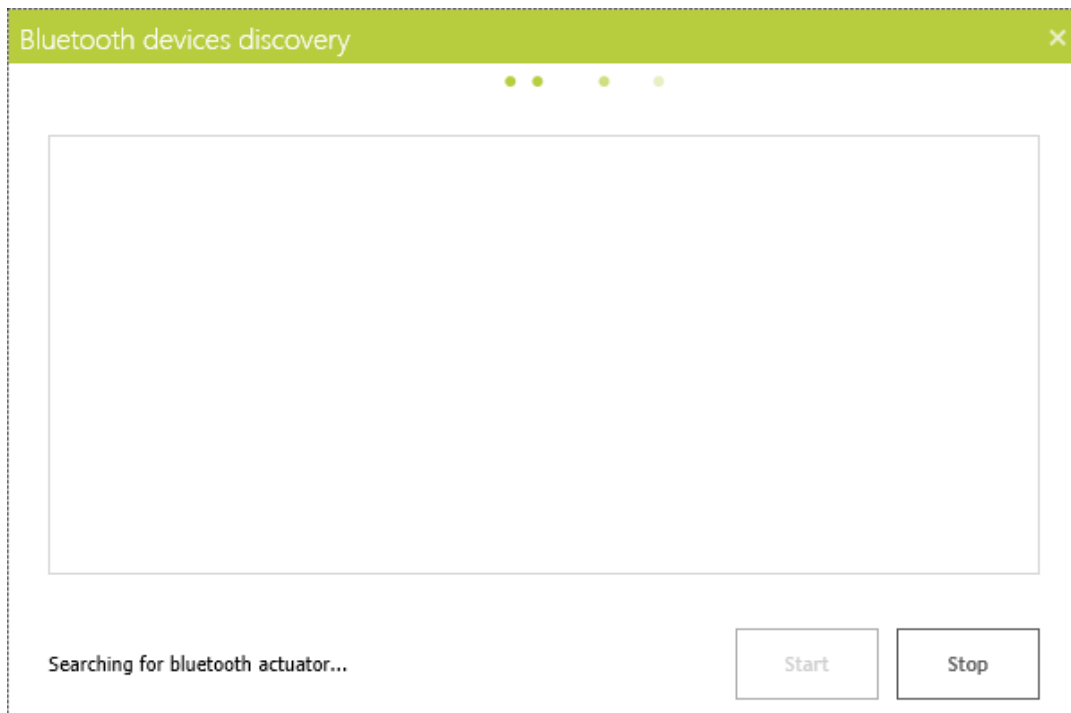 Bluetooth devices discovery
Searching for bluetooth actuator...
Start
Stop